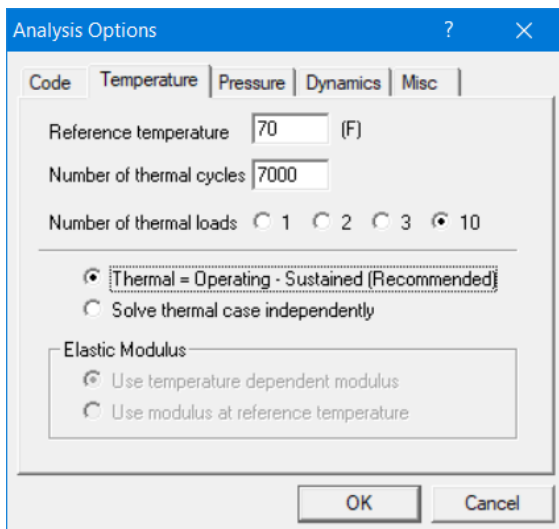 Analysis Options ?
Code Temperature Pressure Dynamics Misc
Reference temperature 70 (F)
Number of thermal cycles 7000
Number of thermal loads 1 2 3 10
Thermal = Operating - Sustained (Recommended)
Solve thermal case independently
Elastic Modulus
Use temperature dependent modulus
Use modulus at reference temperature
OK Cancel